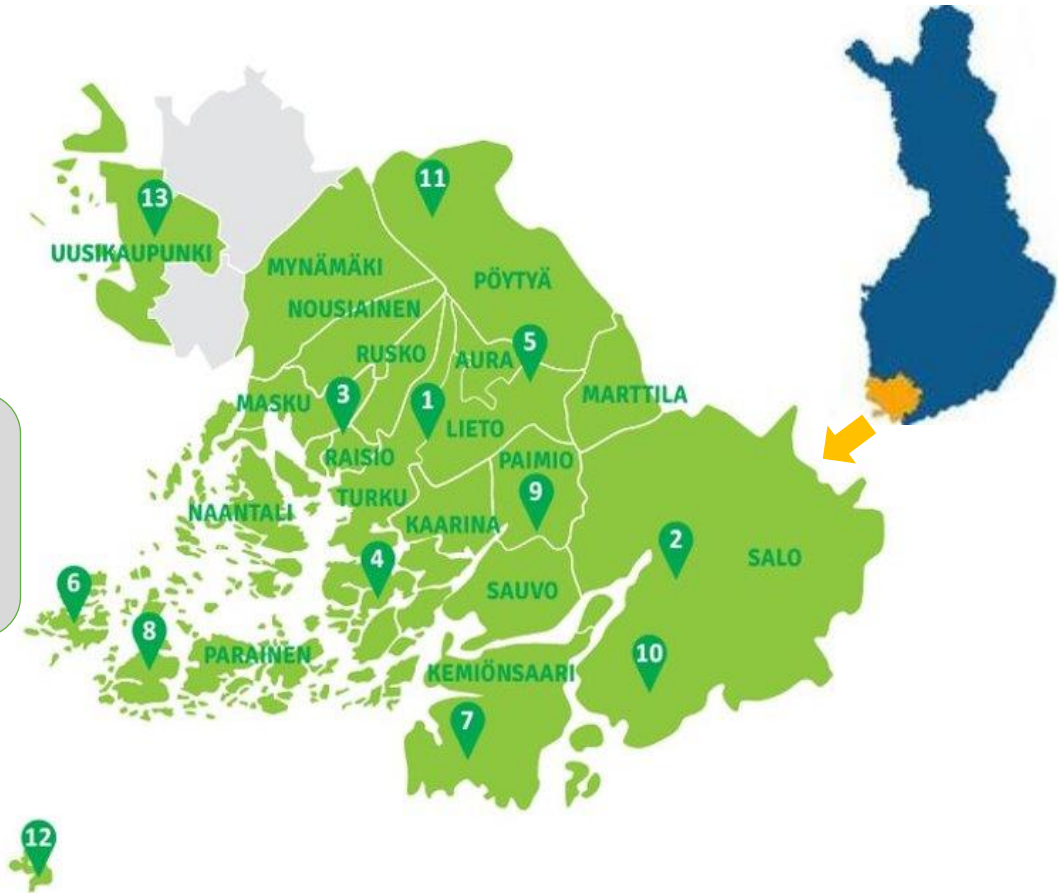 11
13
UUSIKAUPUNKI
MYNÄMÄKI
PÖYTYÄ
NOUSIAINEN
5
RUSKO
AURA
3
1
MASKU
MARTTILA
LIETO
RAISIO
PAIMIO
9
TURKU
NAANTALI
KAARINA
2
SALO
4
6
SAUVO
8
PARAINEN
10
KEMIÖNSAARI
7
12